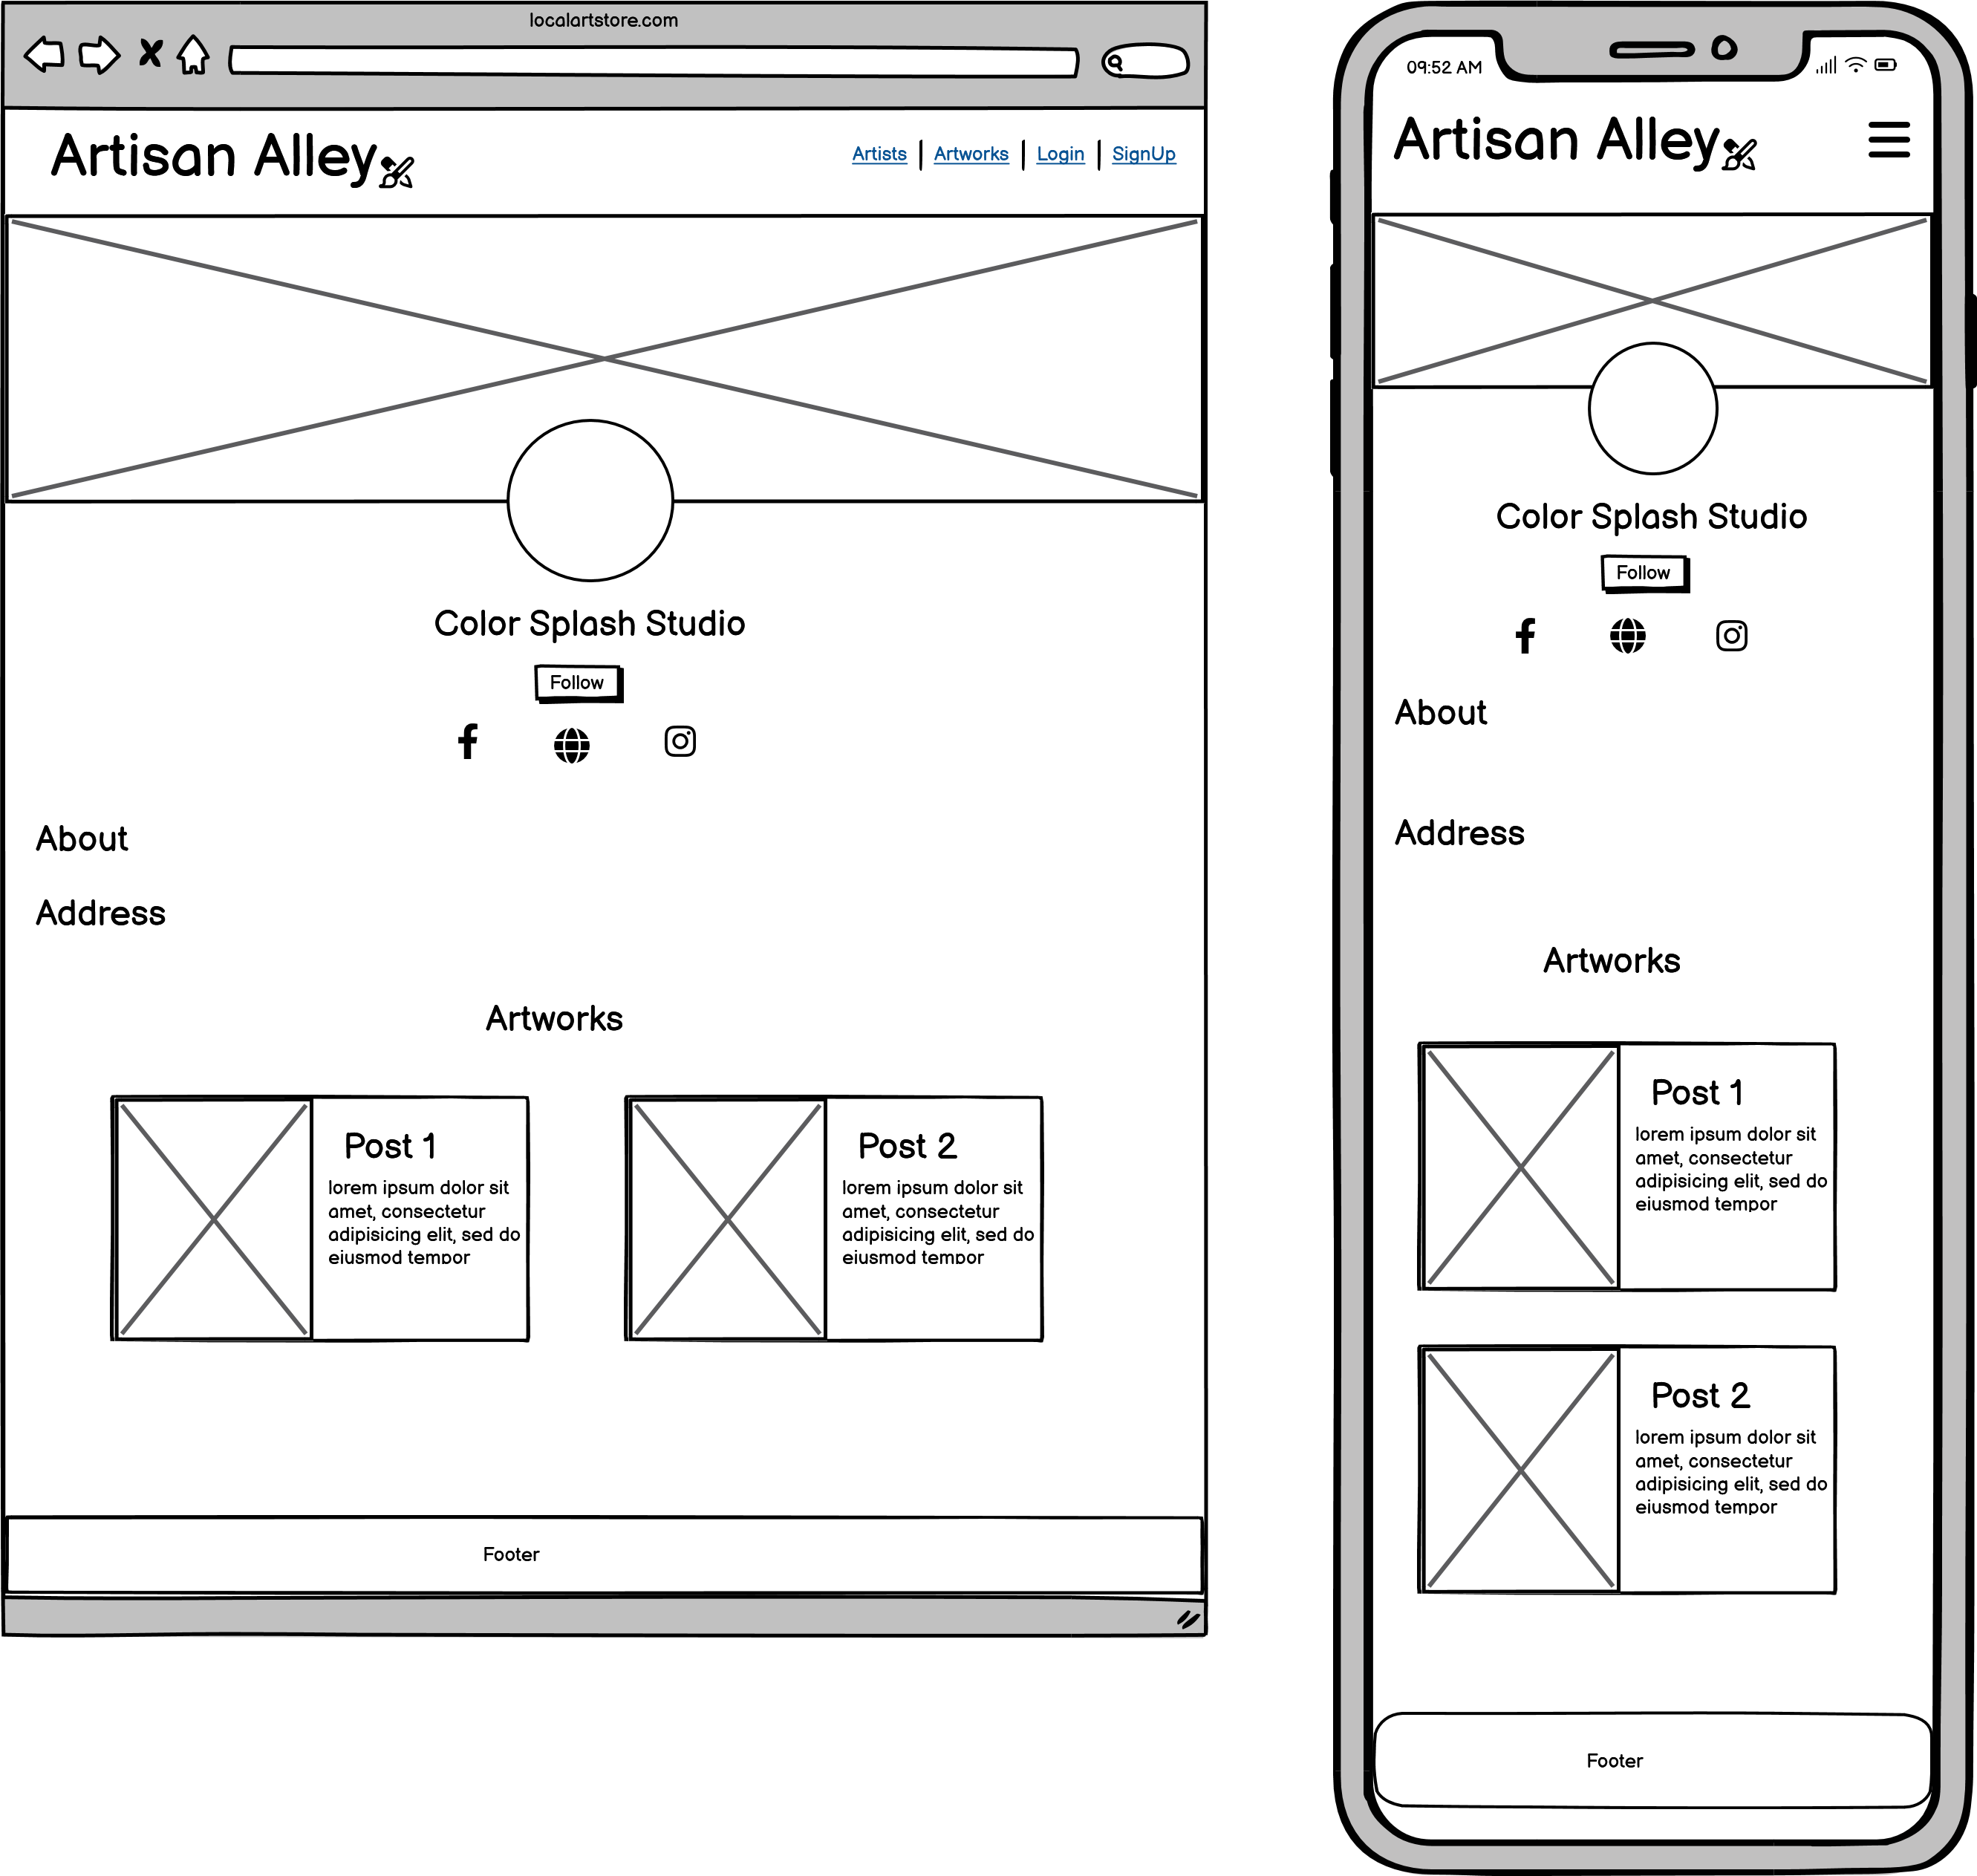 localartstore.com
Artisan Alley
Artists | Artworks | Login | SignUp
Color Splash Studio
Follow
About
Address
Artworks
Post 1
lorem ipsum dolor sit
amet, consectetur
adipisicing elit, sed do
eiusmod tempor
Post 2
lorem ipsum dolor sit
amet, consectetur
adipisicing elit, sed do
eiusmod tempor
Footer
09:52 AM
Artisan Alley
Color Splash Studio
Follow
About
Address
Artworks
Post 1
lorem ipsum dolor sit
amet, consectetur
adipisicing elit, sed do
eiusmod tempor
Post 2
lorem ipsum dolor sit
amet, consectetur
adipisicing elit, sed do
eiusmod tempor
Footer